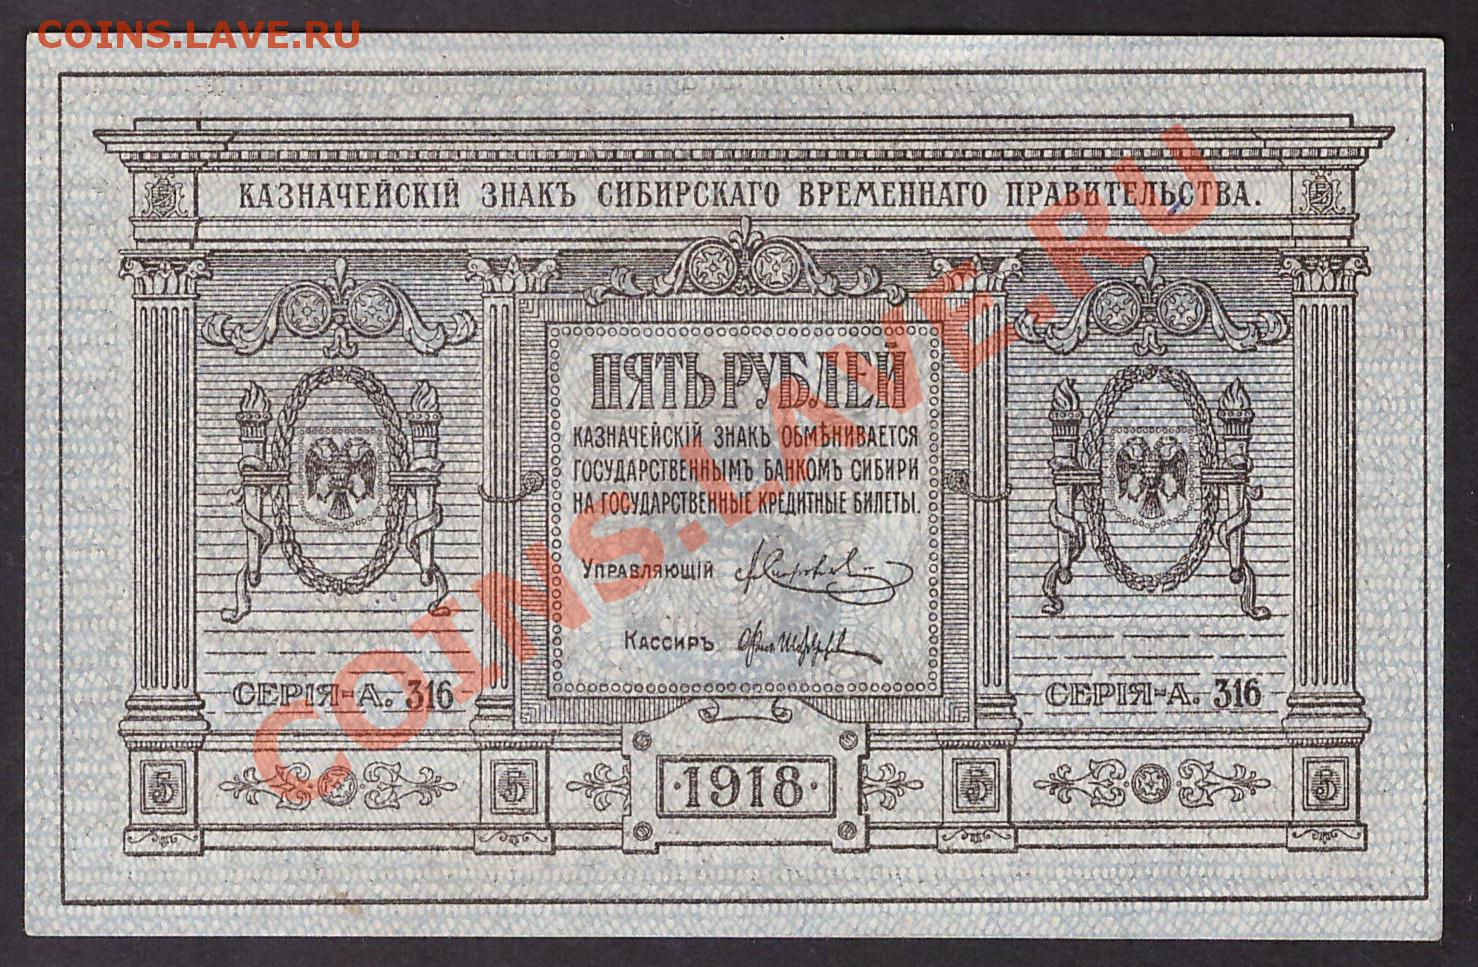 COINS.LAVE.RU
КАЗНАЧЕЙСКІЙ ЗНАКЪ СИБИРСКАГО ВРЕМЕННАГО ПРАВИТЕЛЬСТВА.
ПЯТЬ РУБЛЕЙ
КАЗНАЧЕЙСКІЙ ЗНАКЪ ОБМѢНИВАЕТСЯ
ГОСУДАРСТВЕННЫМЪ БАНКОМЪ СИБИРИ
НА ГОСУДАРСТВЕННЫЕ КРЕДИТНЫЕ БИЛЕТЫ.
УПРАВЛЯЮЩІЙ
КАССИРЪ
СЕРІЯ-А. 316
СЕРІЯ-А. 316
5
5
1918
5
5
COINS.LAVE.RU